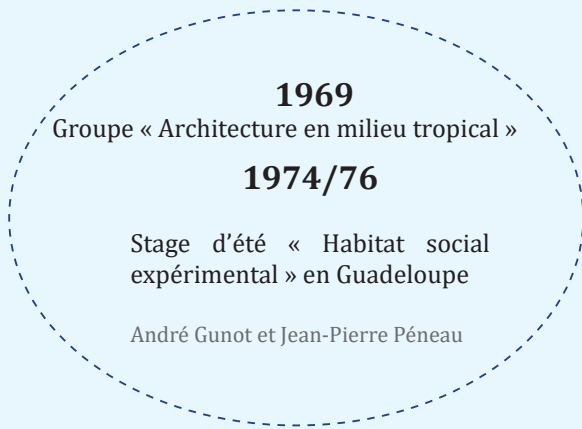 1969
Groupe « Architecture en milieu tropical »
1974/76
Stage d’été « Habitat social
expérimental » en Guadeloupe
André Gunot et Jean-Pierre Péneau